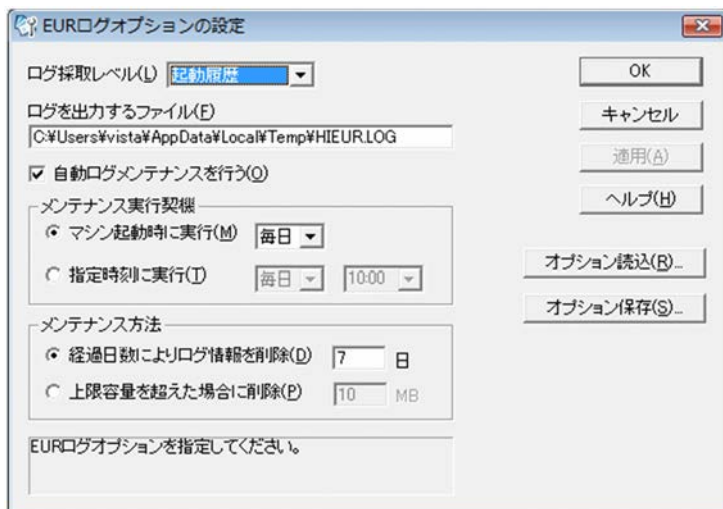 EURログオプションの設定
ログ採取レベル(L) 起動履歴
OK
ログを出力するファイル(F)
C:¥Users¥vista¥AppData¥Local¥Temp¥HIEUR.LOG
キャンセル
適用(A)
自動ログメンテナンスを行う(O)
ヘルプ(H)
メンテナンス実行契機
マシン起動時に実行(M) 毎日
指定時刻に実行(T) 毎日 10:00
オプション読込(R)...
オプション保存(S)...
メンテナンス方法
経過日数によりログ情報を削除(D) 7 日
上限容量を超えた場合に削除(P) 10 MB
EURログオプションを指定してください。